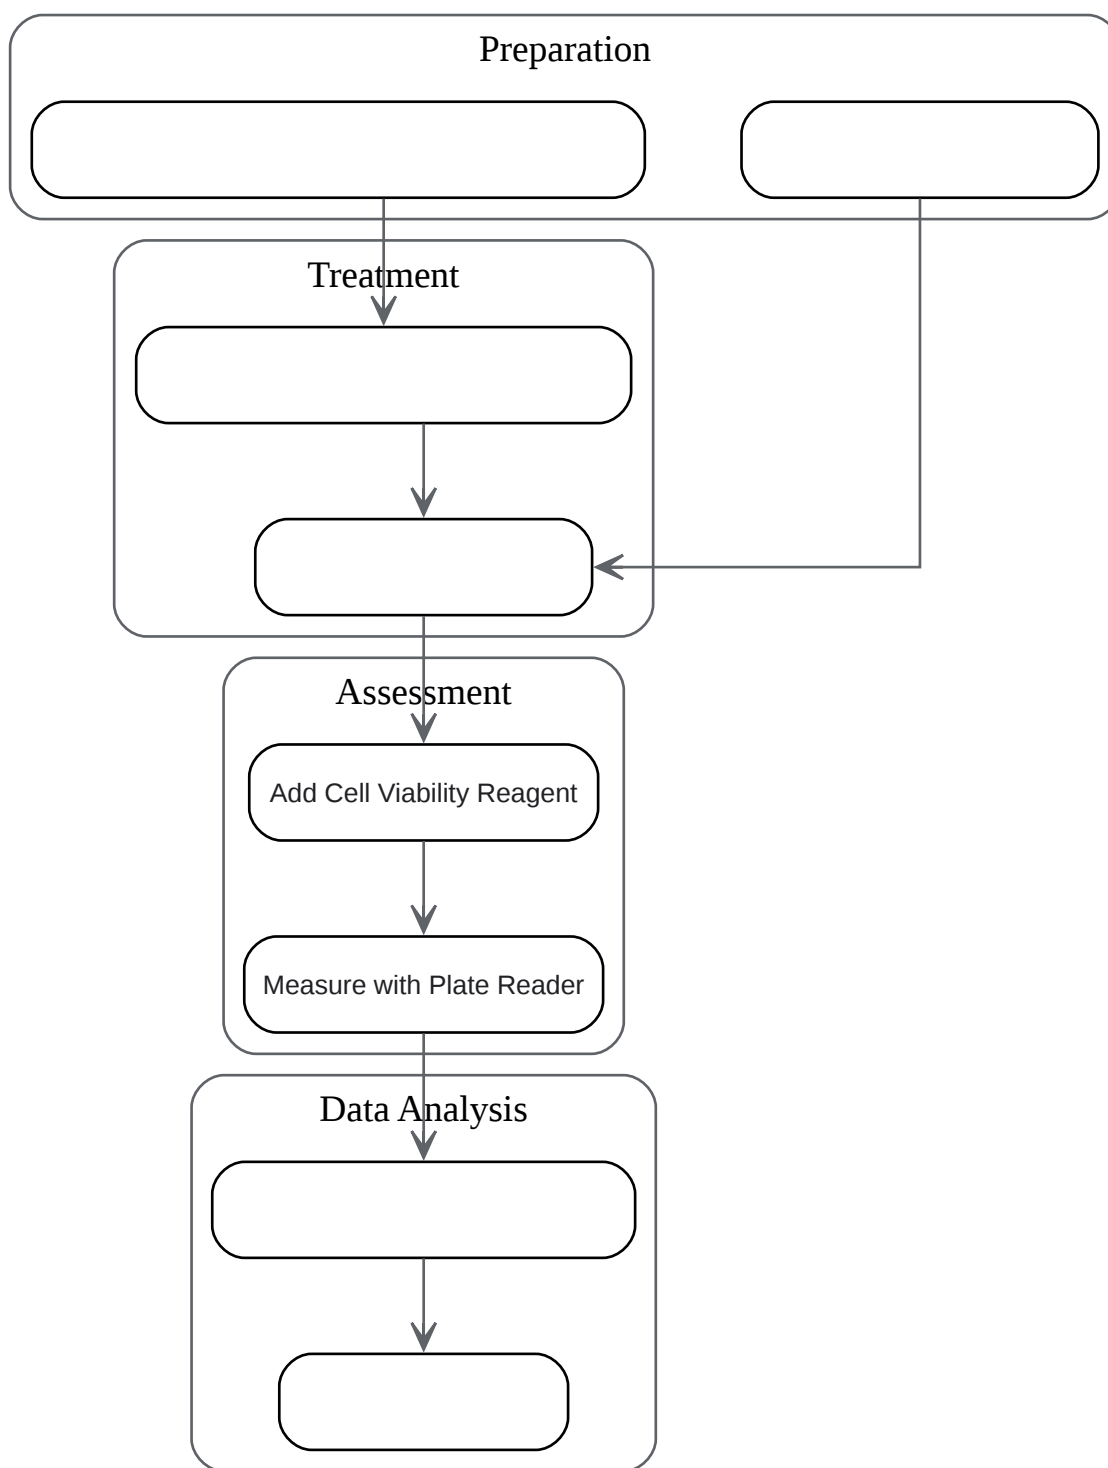 Preparation
Treatment
Assessment
Add Cell Viability Reagent
Measure with Plate Reader
Data Analysis